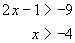 2x − 1 > −9
x > −4